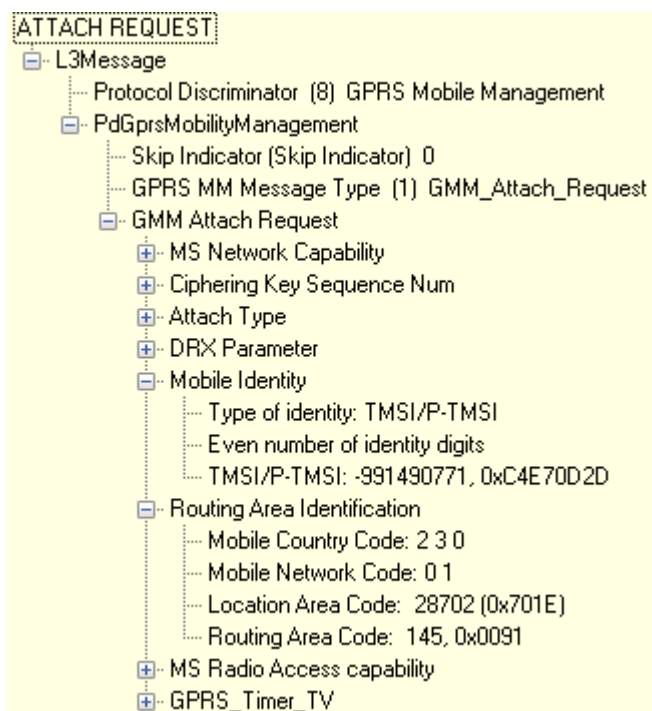 ATTACH REQUEST
L3Message
Protocol Discriminator (8) GPRS Mobile Management
PdGprsMobilityManagement
Skip Indicator (Skip Indicator) 0
GPRS MM Message Type (1) GMM_Attach_Request
GMM Attach Request
MS Network Capability
Ciphering Key Sequence Num
Attach Type
DRX Parameter
Mobile Identity
Type of identity: TMSI/P-TMSI
Even number of identity digits
TMSI/P-TMSI: -991490771, 0xC4E70D2D
Routing Area Identification
Mobile Country Code: 2 3 0
Mobile Network Code: 0 1
Location Area Code: 28702 (0x701E)
Routing Area Code: 145, 0x0091
MS Radio Access capability
GPRS_Timer_TV